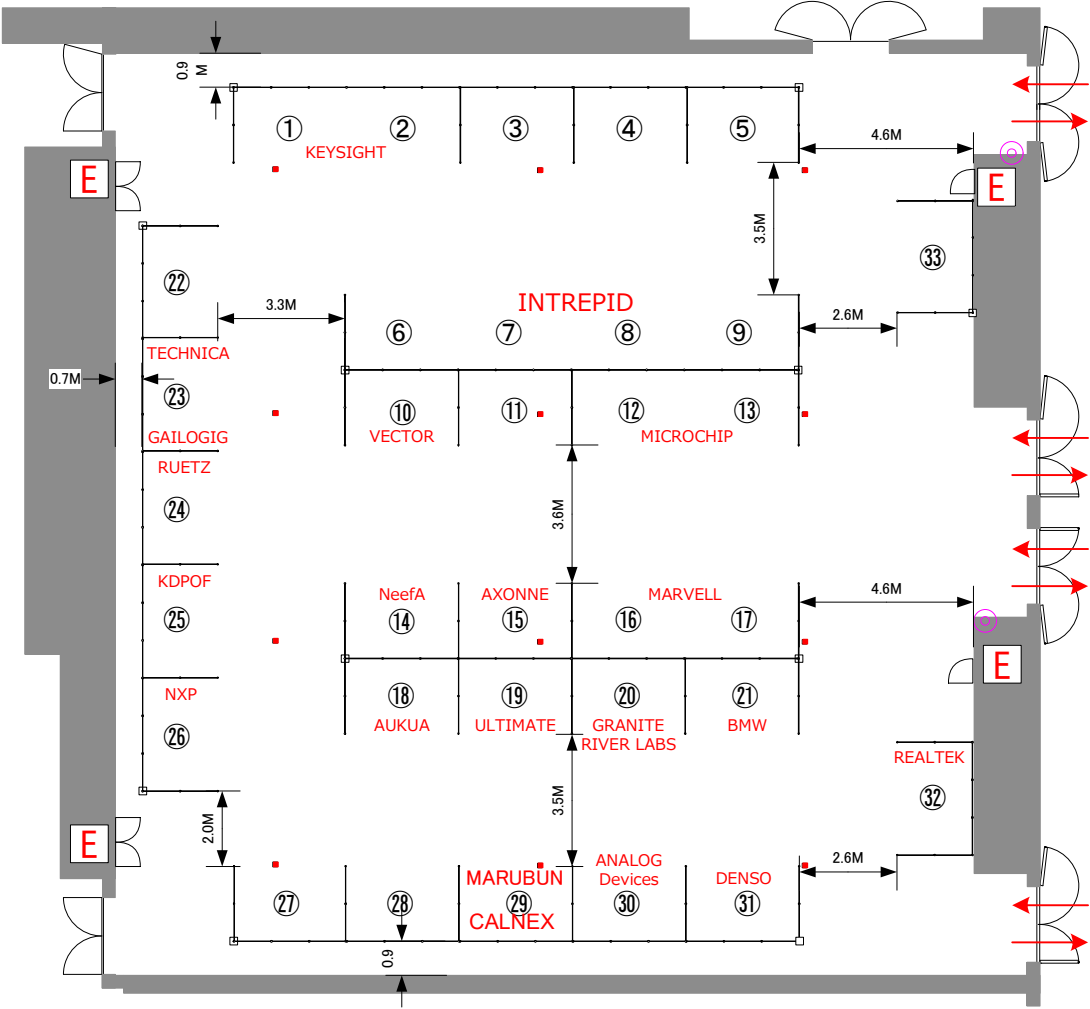 0.9
M
① ② ③ ④ ⑤
KEYSIGHT
4.6M
E
E
3.5M
㉝
㉒
3.3M
INTREPID
2.6M
⑥ ⑦ ⑧ ⑨
TECHNICA
0.7M
㉓
⑩ ⑪ ⑫ ⑬
GAILOGIG
VECTOR
MICROCHIP
RUETZ
㉔
3.6M
KDPOF
NeefA
AXONNE
MARVELL
4.6M
㉕
⑭ ⑮ ⑯ ⑰
E
NXP
⑱ ⑲ ⑳ ㉑
㉖
AUKUA
ULTIMATE
GRANITE
RIVER LABS
BMW
REALTEK
㉜
3.5M
2.0M
E
2.6M
ANALOG
Devices
MARUBUN
DENSO
㉗ ㉘ ㉙ ㉚ ㉛
CALNEX
0.9